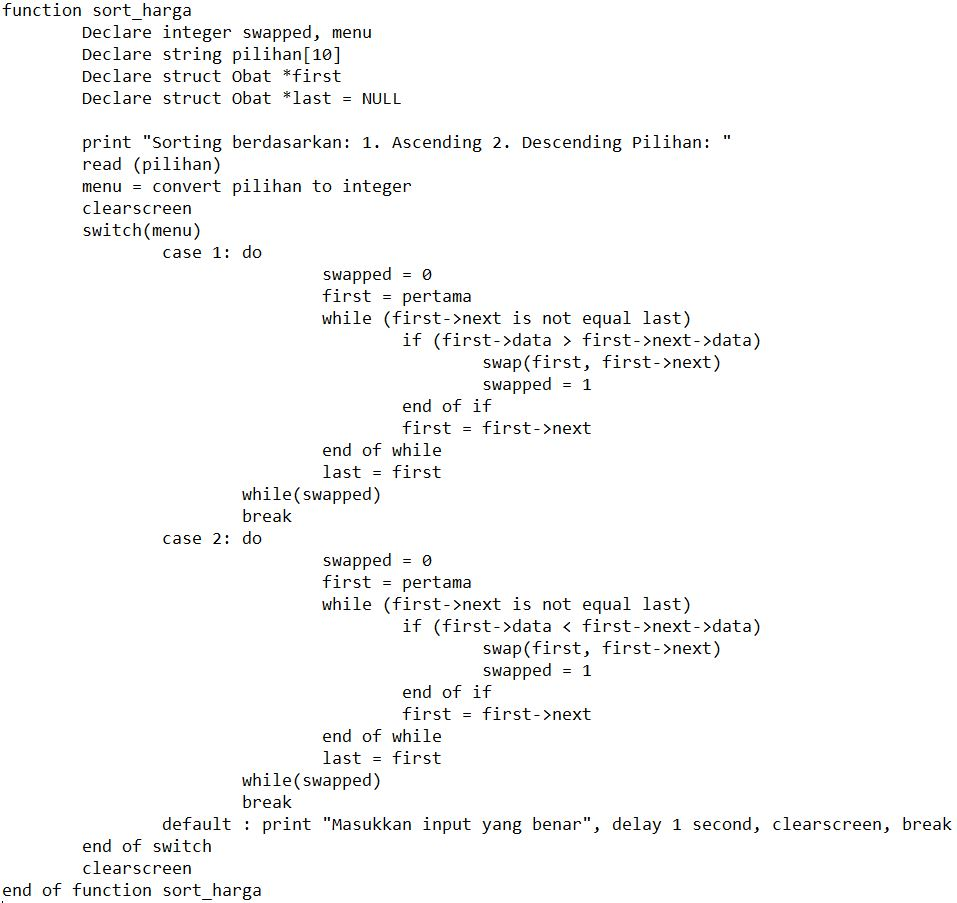 function sort_harga
Declare integer swapped, menu
Declare string pilihan[10]
Declare struct Obat *first
Declare struct Obat *last = NULL
print "Sorting berdasarkan: 1. Ascending 2. Descending Pilihan: "
read (pilihan)
menu = convert pilihan to integer
clearscreen
switch(menu)
case 1: do
swapped = 0
first = pertama
while (first->next is not equal last)
if (first->data > first->next->data)
swap(first, first->next)
swapped = 1
end of if
first = first->next
end of while
last = first
while(swapped)
break
case 2: do
swapped = 0
first = pertama
while (first->next is not equal last)
if (first->data < first->next->data)
swap(first, first->next)
swapped = 1
end of if
first = first->next
end of while
last = first
while(swapped)
break
default : print "Masukkan input yang benar", delay 1 second, clearscreen, break
end of switch
clearscreen
end of function sort_harga